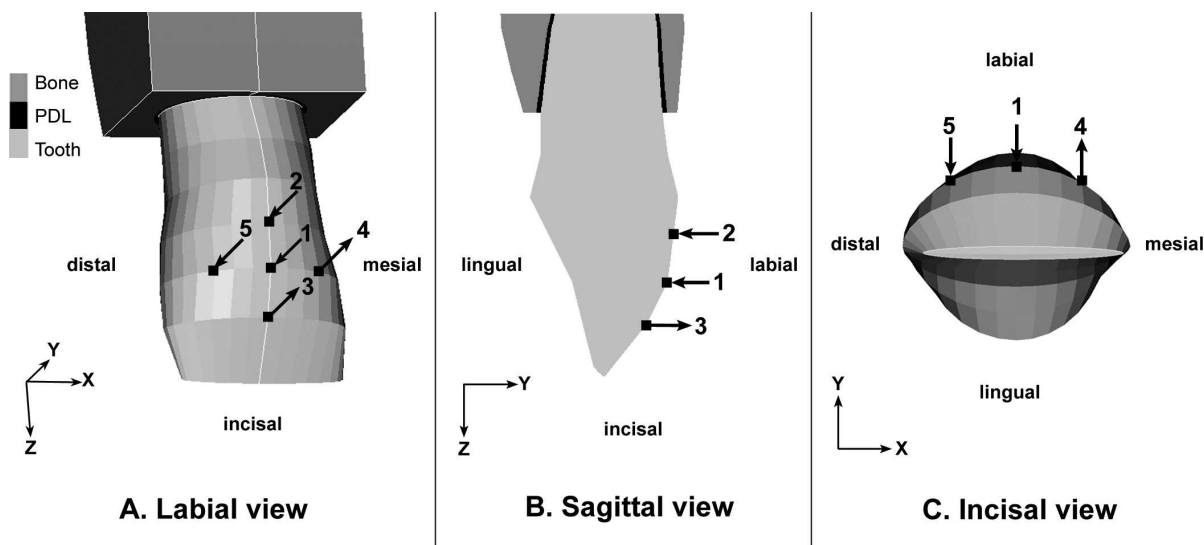 Bone
PDL
Tooth
2
5
1
4
distal
mesial
3
Y
X
Z
incisal
A. Labial view
2
lingual
labial
1
3
Y
Z
incisal
B. Sagittal view
labial
1
5
4
distal
mesial
lingual
Y
X
C. Incisal view